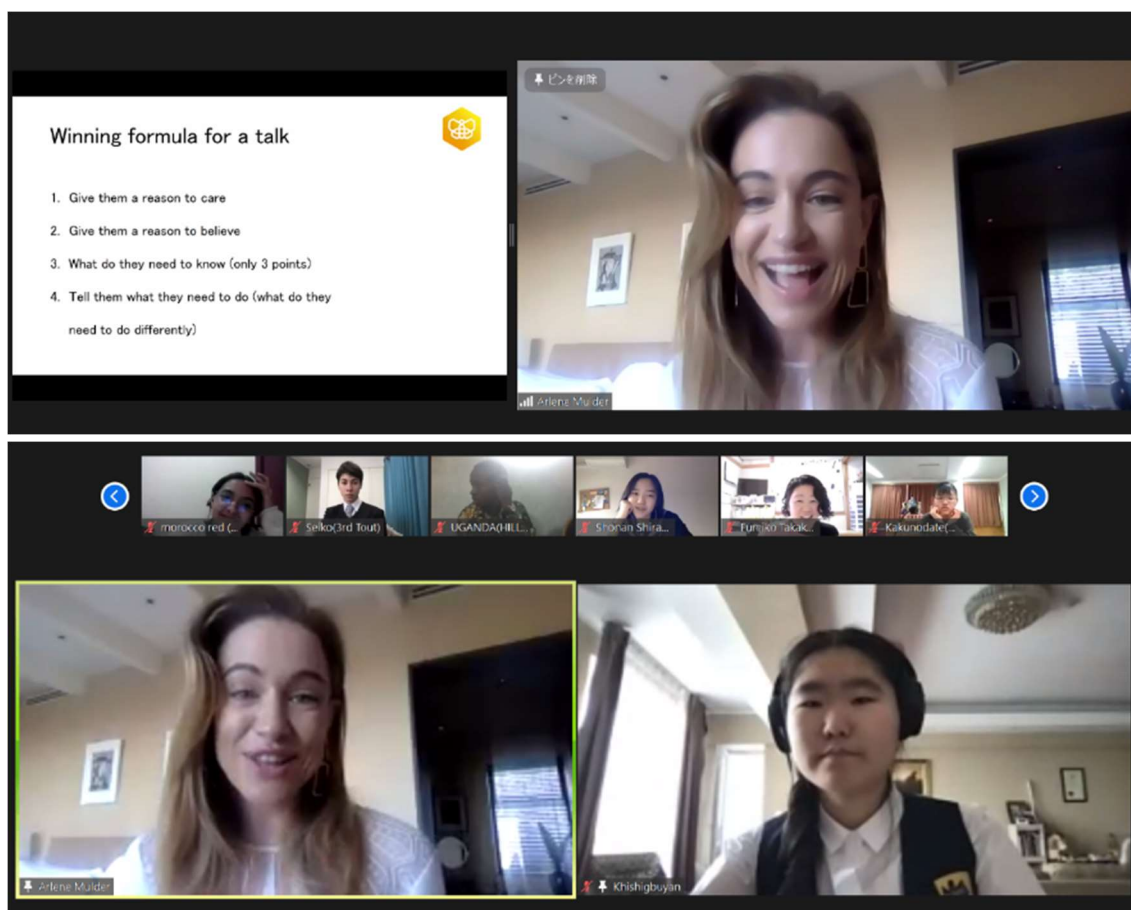 Winning formula for a talk
1. Give them a reason to care
2. Give them a reason to believe
3. What do they need to know (only 3 points)
4. Tell them what they need to do (what do they
need to do differently)
ピンを削除
Arlene Mulder
morocco red (...
Seiko(3rd Tout)
UGANDA(HILL...
Shonan Shira...
Fumiko Takak...
Kakunodate(...
Arlene Mulder
Khishigbuyan